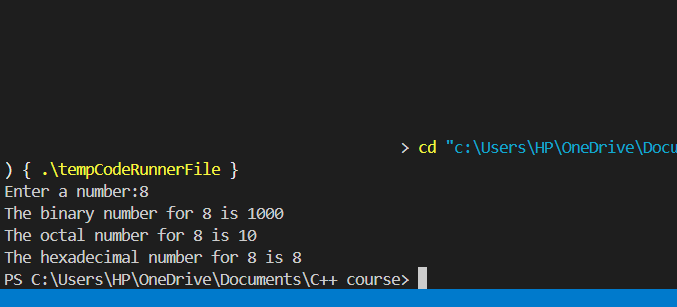 > cd "c:\Users\HP\OneDrive\Docu
) { .\tempCodeRunnerFile }
Enter a number:8
The binary number for 8 is 1000
The octal number for 8 is 10
The hexadecimal number for 8 is 8
PS C:\Users\HP\OneDrive\Documents\C++ course>